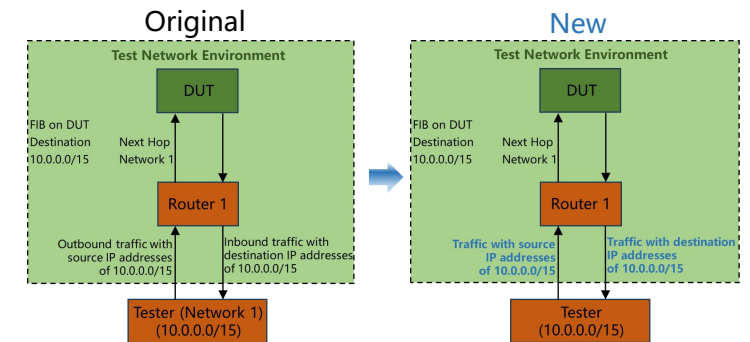 Original
Test Network Environment
DUT
FIB on DUT
Destination
10.0.0.0/15
Next Hop
Network 1
Router 1
Outbound traffic with
source IP addresses
of 10.0.0.0/15
Inbound traffic with
destination IP addresses
of 10.0.0.0/15
Tester (Network 1)
(10.0.0.0/15)
New
Test Network Environment
DUT
FIB on DUT
Destination
10.0.0.0/15
Next Hop
Network 1
Router 1
Traffic with source
IP addresses
of 10.0.0.0/15
Traffic with destination
IP addresses
of 10.0.0.0/15
Tester
(10.0.0.0/15)